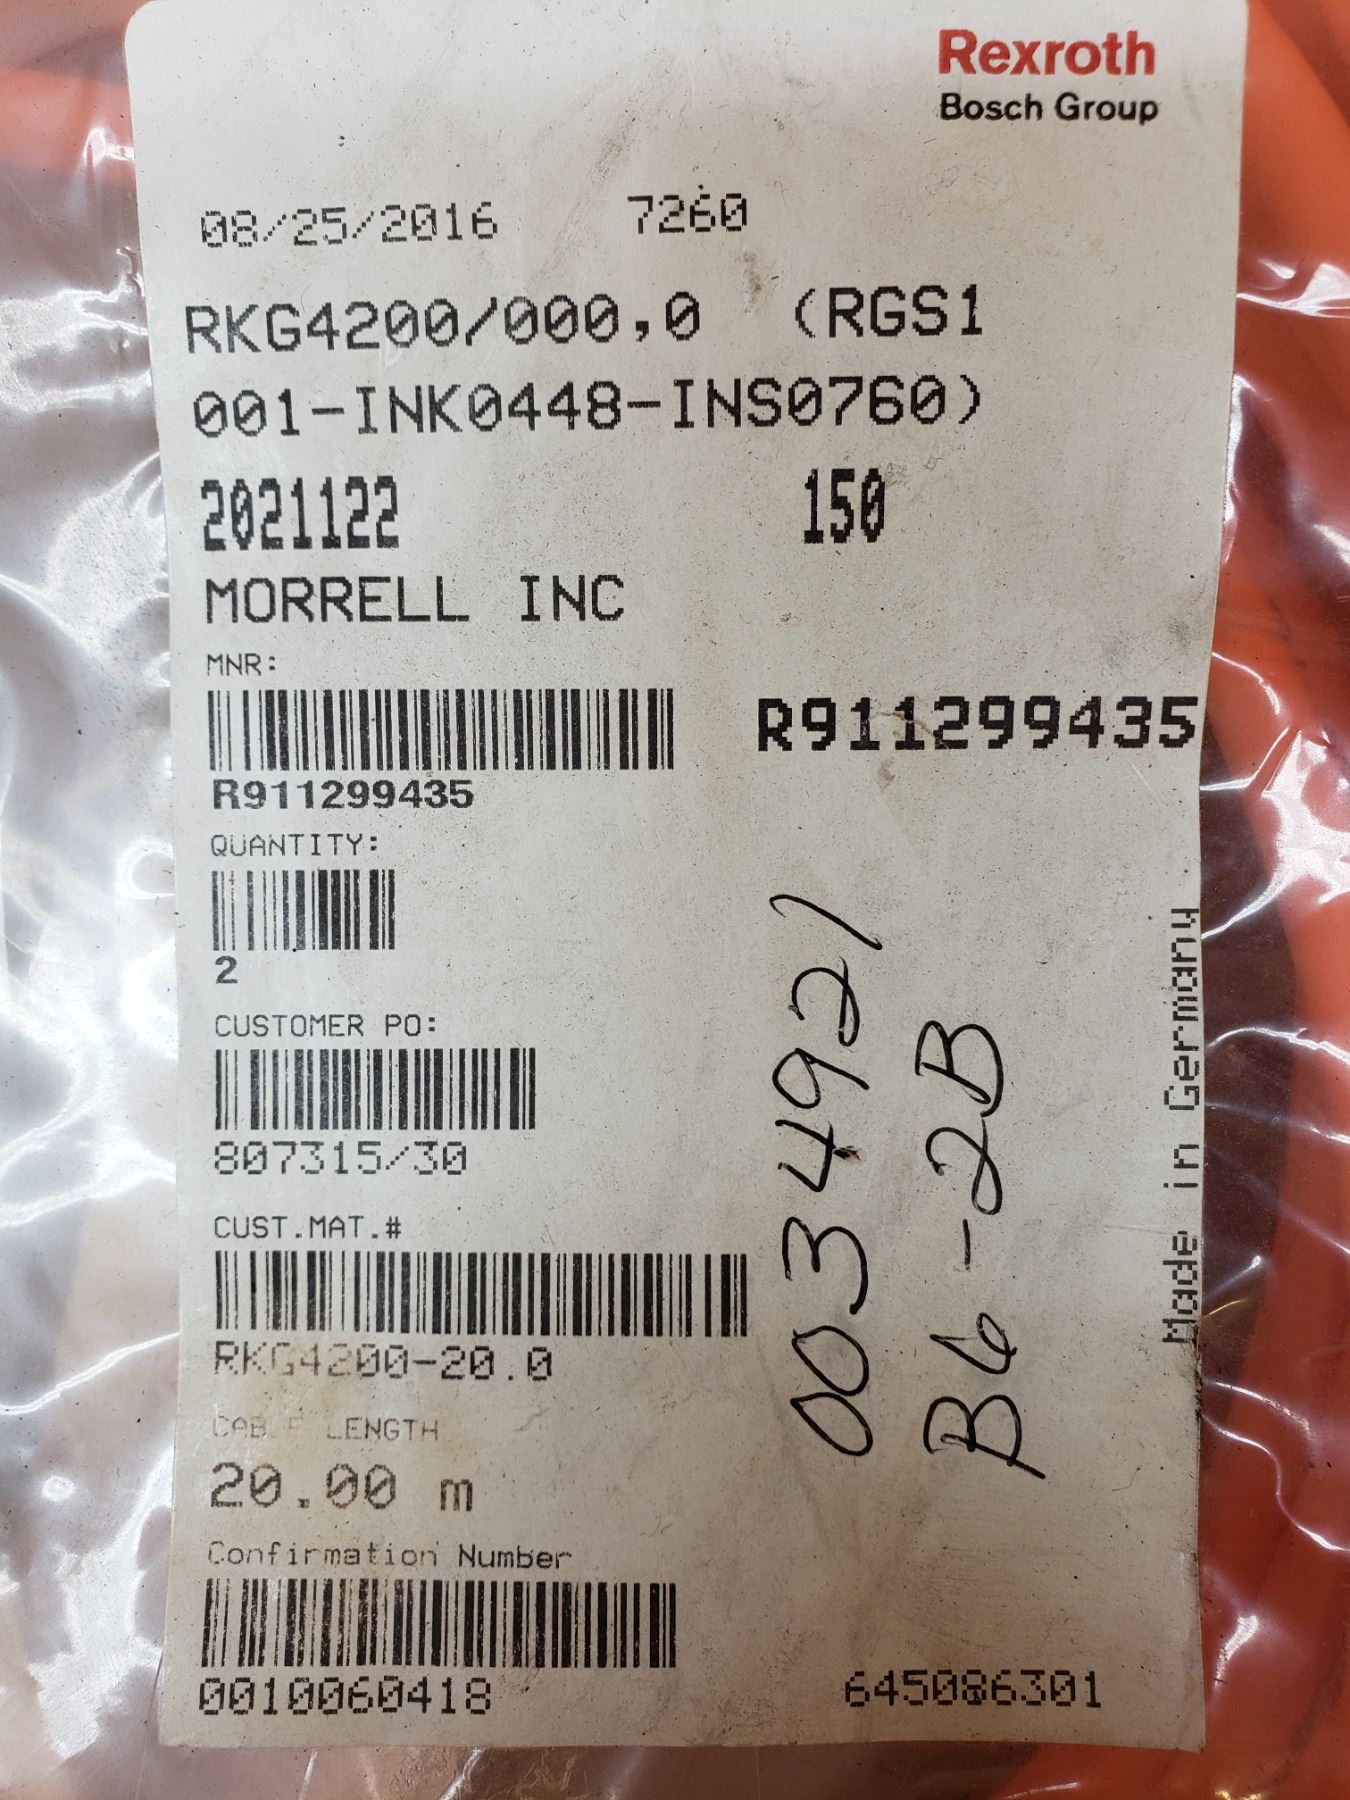 Rexroth
Bosch Group
08/25/2016 7260
RKG4200/000,0 (RGS1
001-INK0448-INS0760)
2021122 150
MORRELL INC
MNR:
R911299435
R911299435
QUANTITY:
2
CUSTOMER PO:
807315/30
CUST.MAT.#
RKG4200-20.0
CABLE LENGTH
20.00 m
Confirmation Number
0010060418
645086301
0034921
B6-2B
Made in Germany